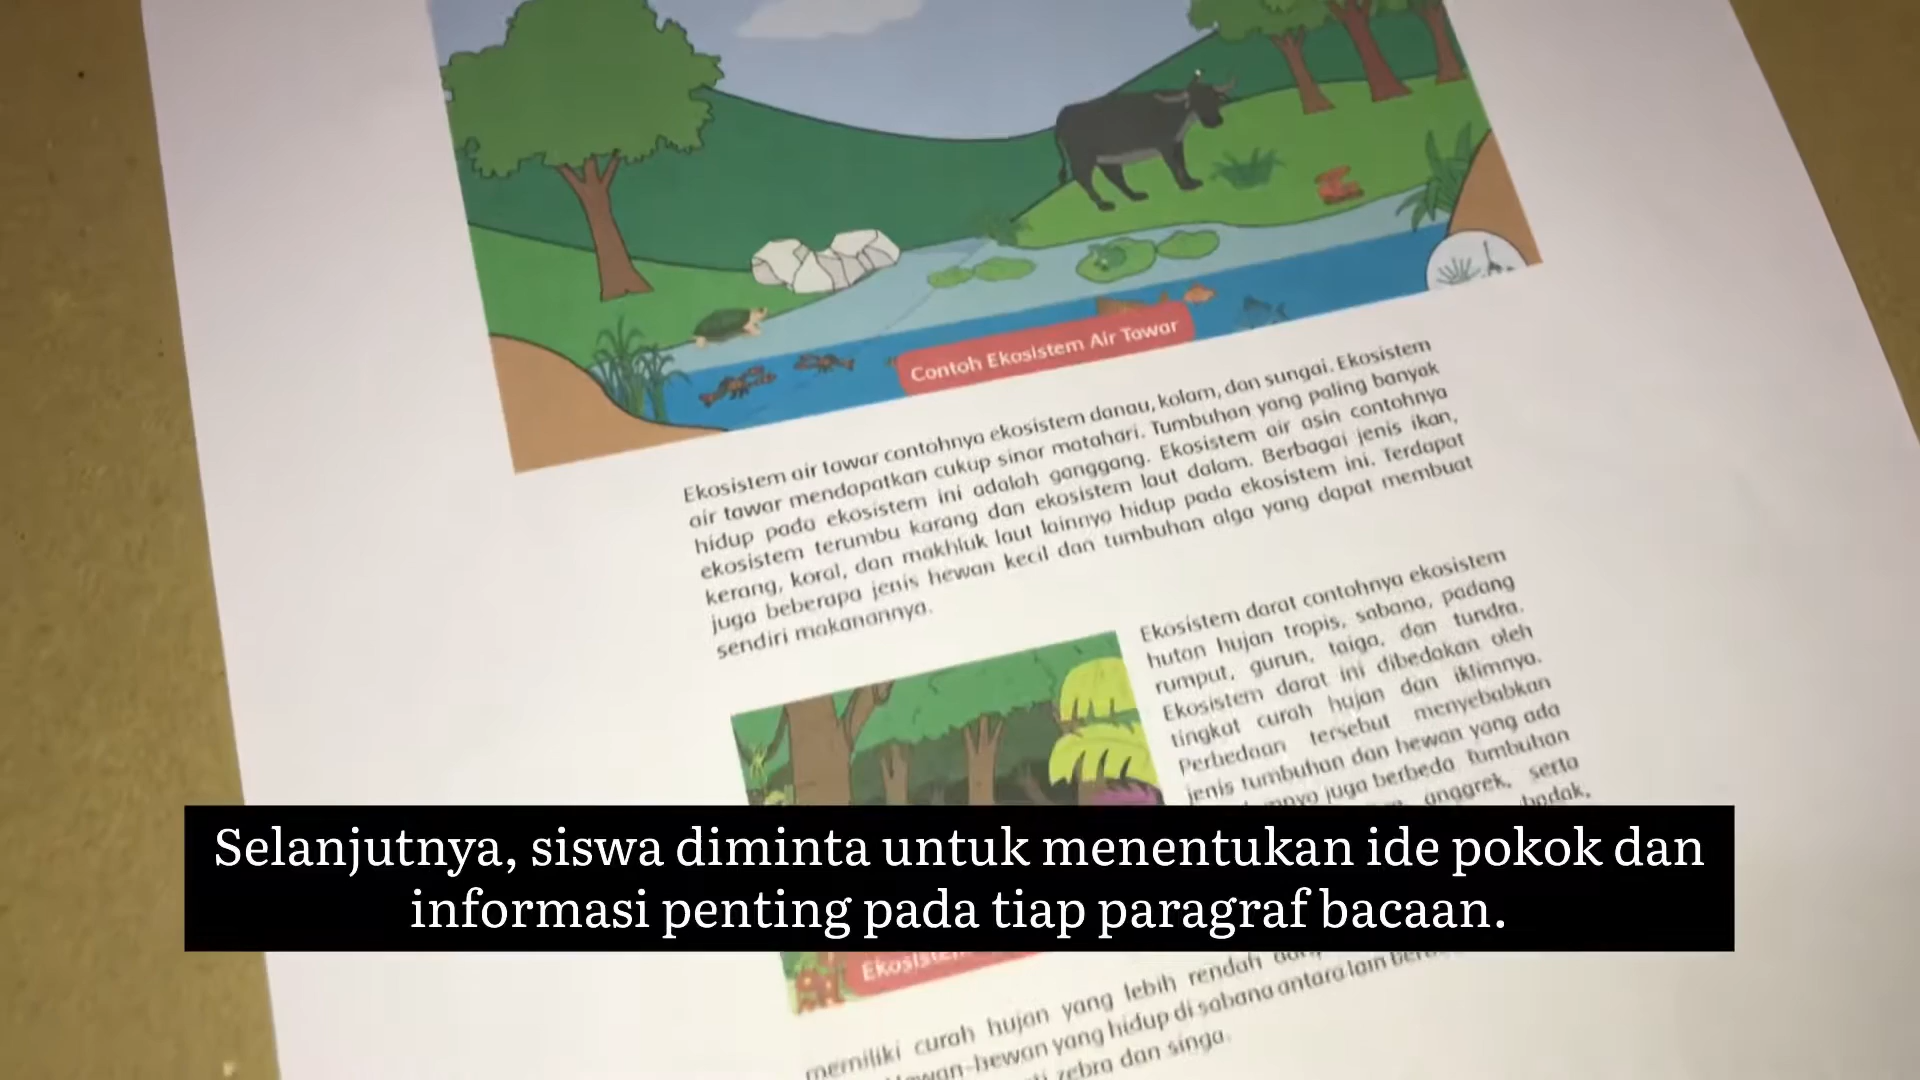 Contoh Ekosistem Air Tawar
Ekosistem air tawar contohnya ekosistem danau, kolam, dan sungai. Ekosistem
air tawar mendapatkan cukup sinar matahari. Tumbuhan yang paling banyak
hidup pada ekosistem ini adalah ganggang. Ekosistem air asin contohnya
ekosistem terumbu karang dan ekosistem laut dalam. Berbagai jenis ikan,
kerang, koral, dan makhluk laut lainnya hidup pada ekosistem ini. Terdapat
juga beberapa jenis hewan kecil dan tumbuhan alga yang dapat membuat
sendiri makanannya.
Ekosistem darat contohnya ekosistem
hutan hujan tropis, sabana, padang
rumput, gurun, taiga, dan tundra.
Ekosistem darat ini dibedakan oleh
tingkat curah hujan dan iklimnya.
Perbedaan tersebut menyebabkan
jenis tumbuhan dan hewan yang ada
juga berbeda Tumbuhan
anggrek, serta
badak,
Selanjutnya, siswa diminta untuk menentukan ide pokok dan
informasi penting pada tiap paragraf bacaan.
memiliki curah hujan yang lebih rendah
yang hidup di sabana antara lain
zebra dan singa.